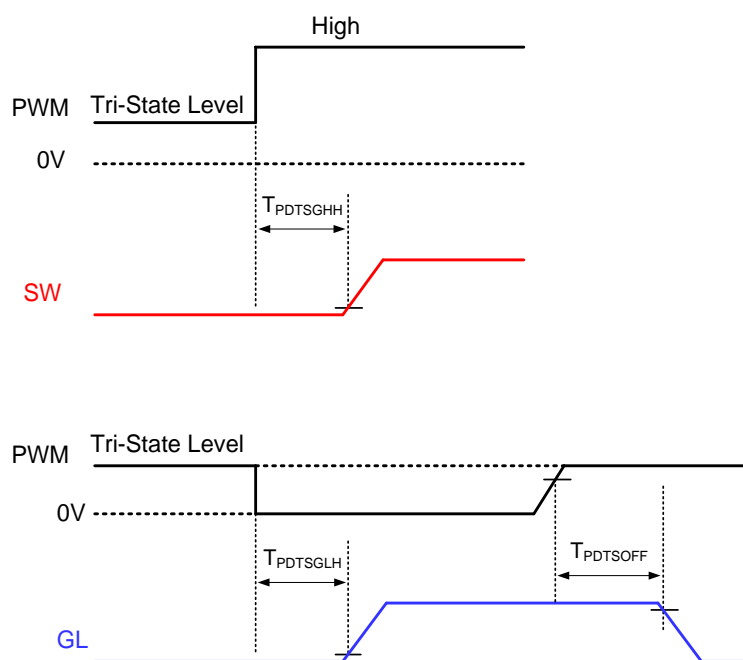 High
PWM Tri-State Level
0V
TPDTSGHH
SW
Tri-State Level
PWM
0V
TPDTSGLH
TPDTSOFF
GL